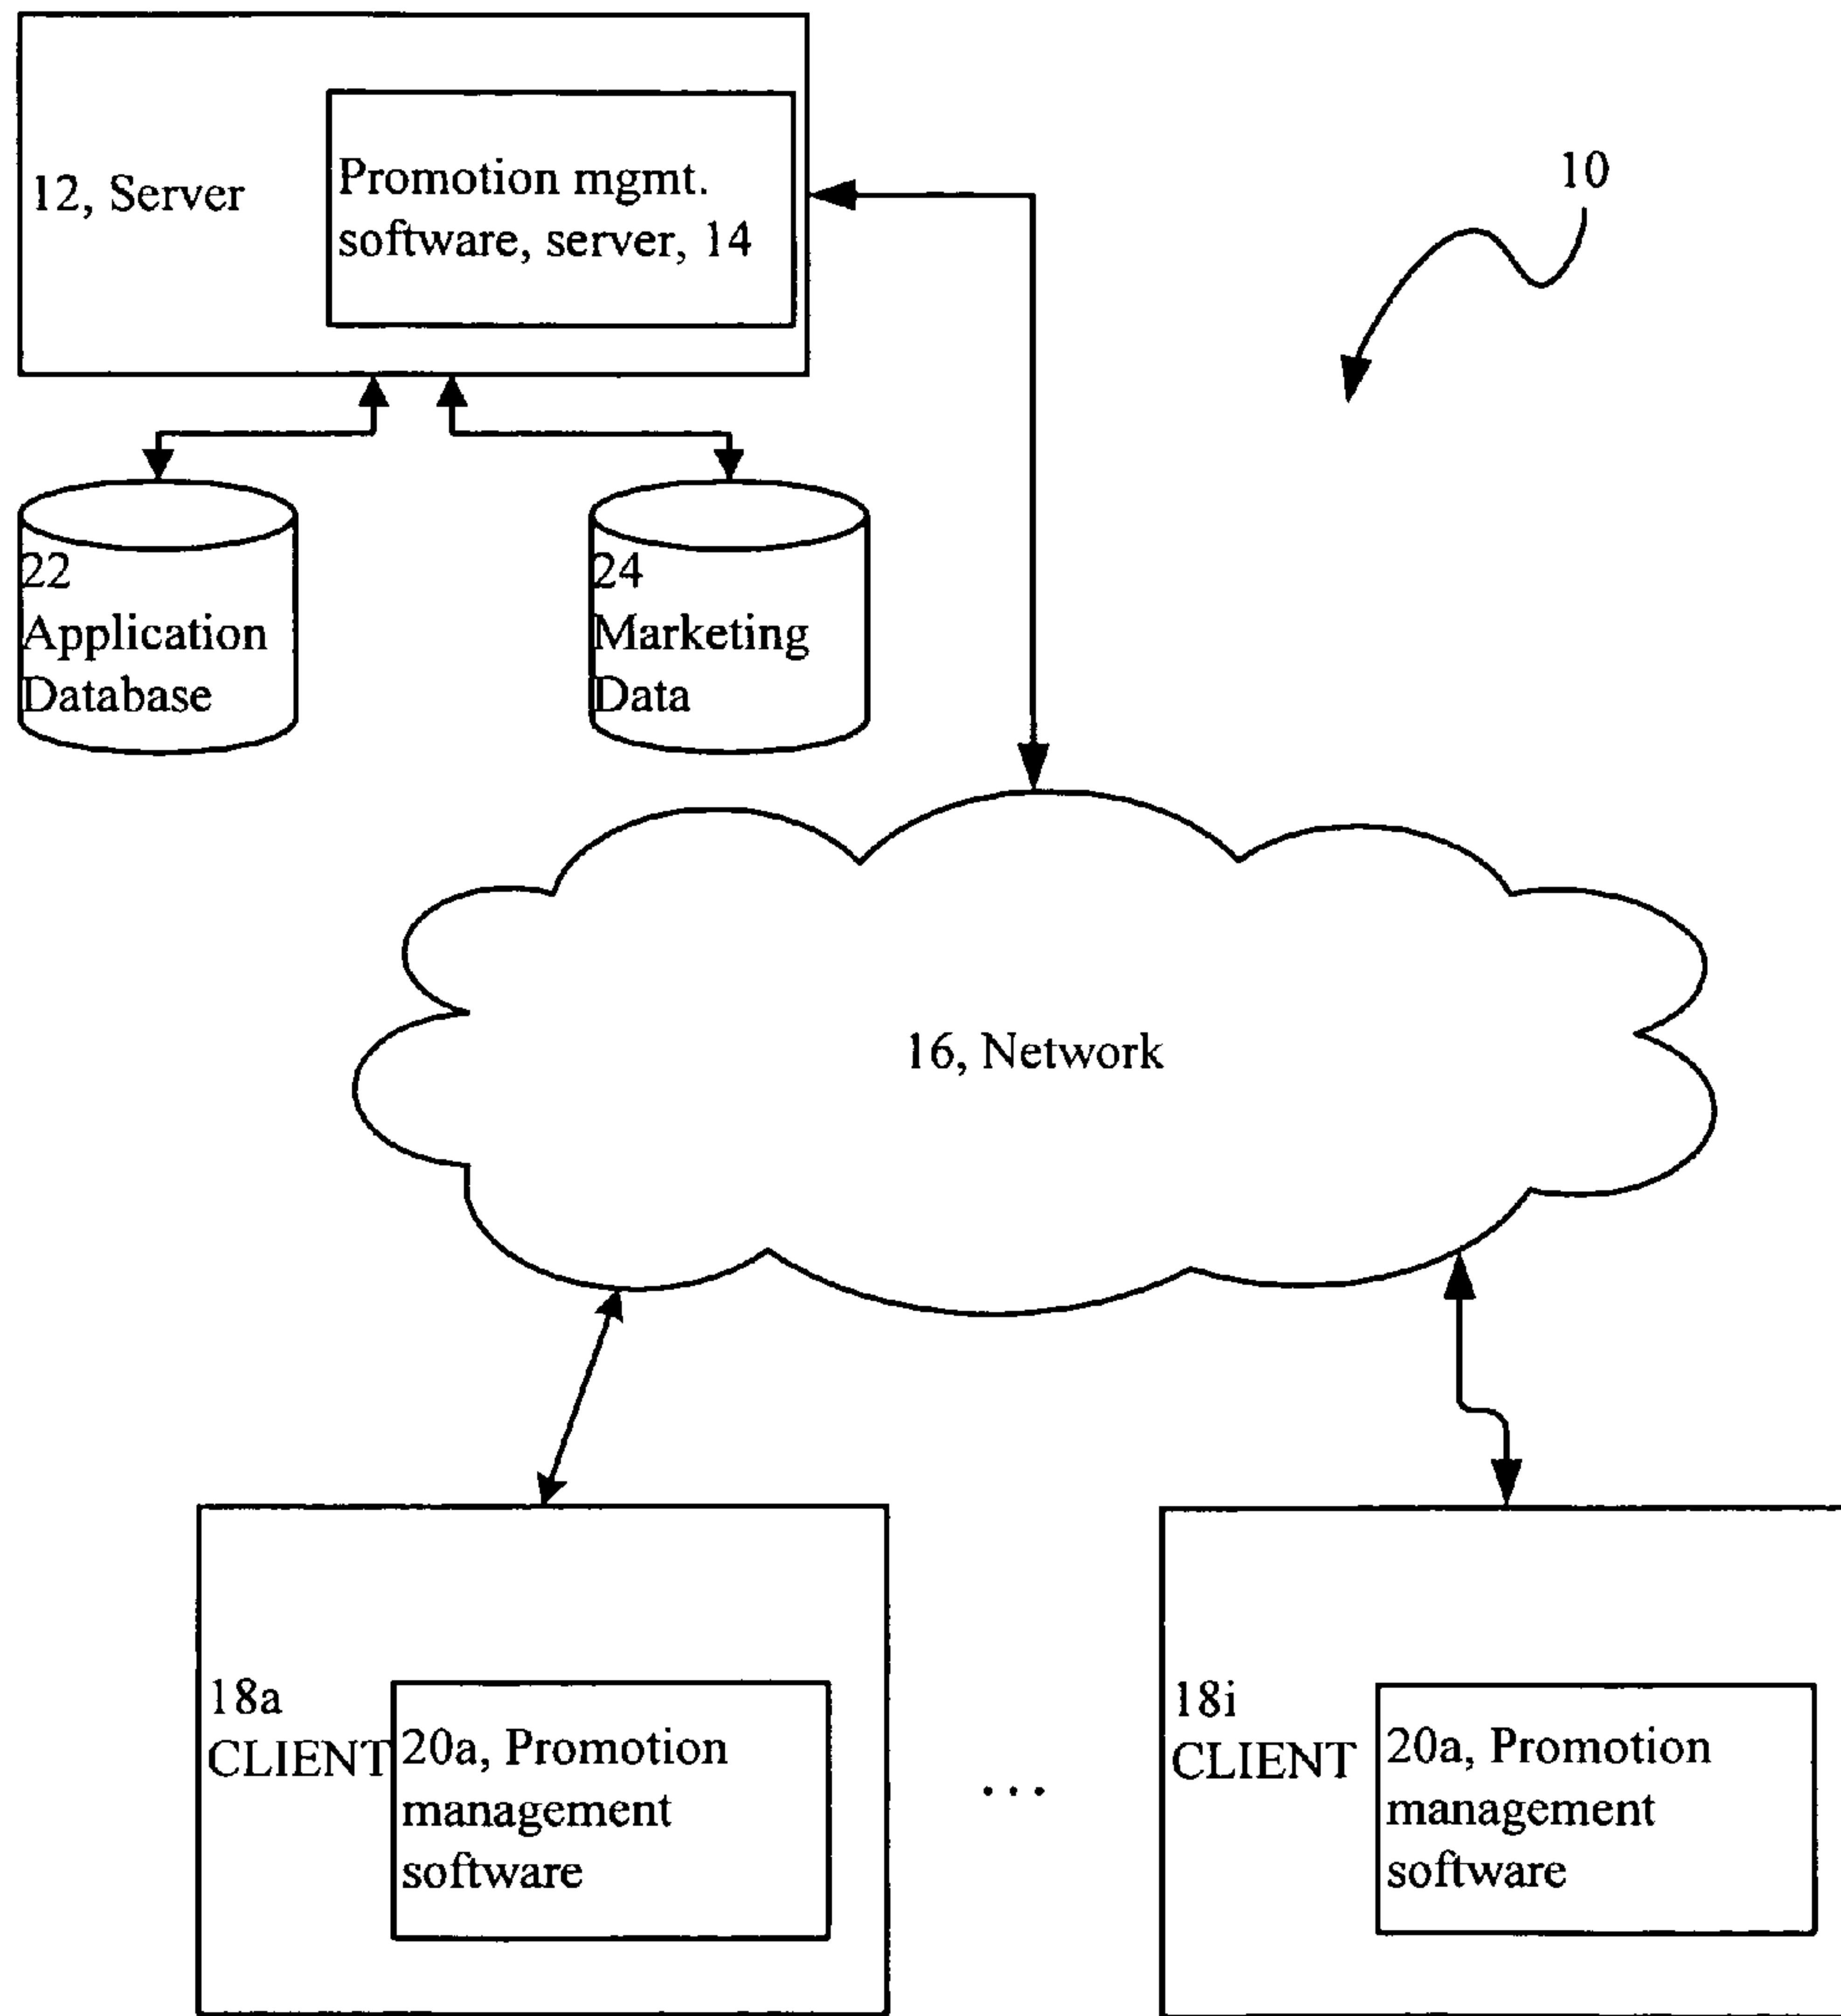 12, Server
Promotion mgmt.
software, server, 14
10
22
Application
Database
24
Marketing
Data
16, Network
18a
CLIENT
20a, Promotion
management
software
...
18i
CLIENT
20a, Promotion
management
software